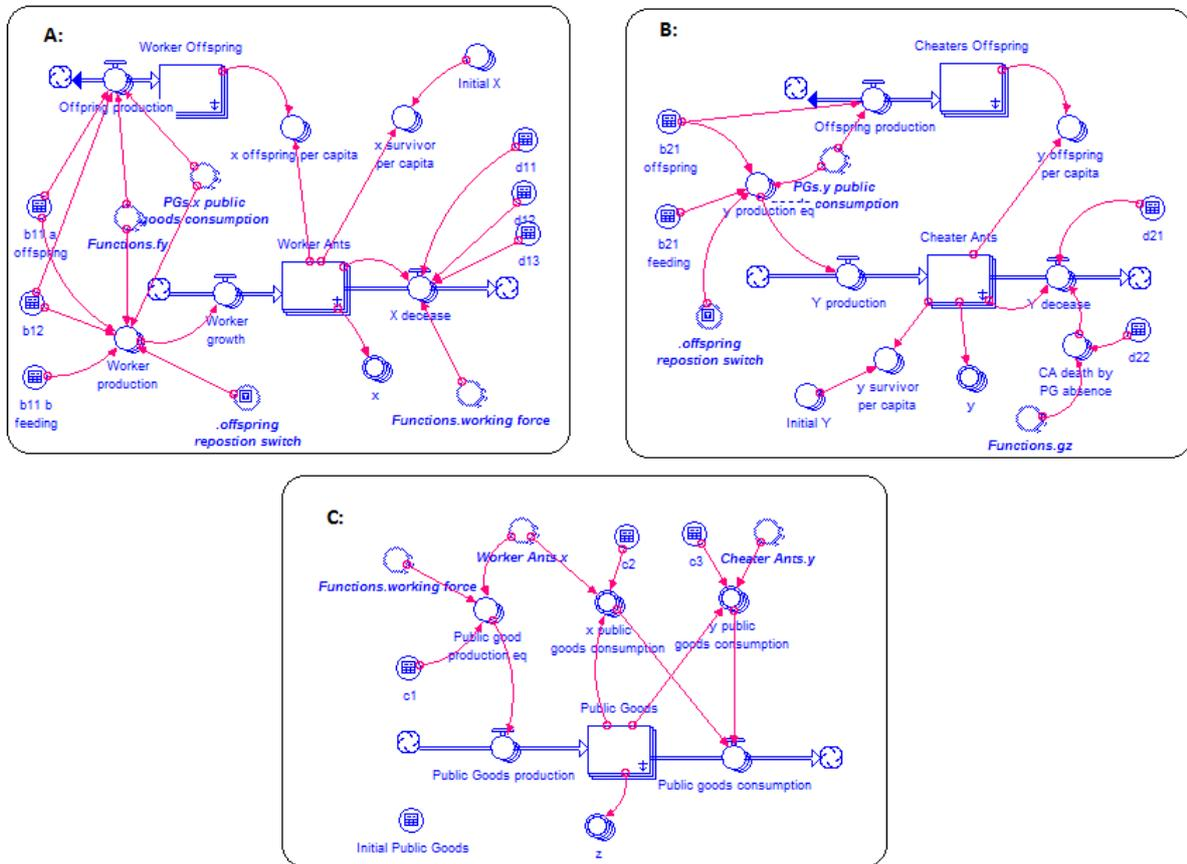 A:
Worker Offspring
Offpring production
Initial X
x offspring per capita
x survivor
per capita
d11
d12
d13
PGs.x public
goods consumption
b11 a
offspring
Functions.fy
Worker Ants
X decease
Worker
growth
b12
Worker
production
b11 b
feeding
x
.offspring
repostion switch
Functions.working force
B:
Cheaters Offspring
Offspring production
b21
offspring
y offspring
per capita
PGs.y public
consumption
y production eq
b21
feeding
Cheater Ants
d21
Y production
Y decease
.offspring
repostion switch
d22
CA death by
PG absence
y survivor
per capita
y
Initial Y
Functions.gz
C:
Worker Ants.x
c2
c3
Cheater Ants.y
Functions.working force
Public good
production eq
x public
goods consumption
y public
goods consumption
c1
Public Goods
Public Goods production
Public goods consumption
Initial Public Goods
z